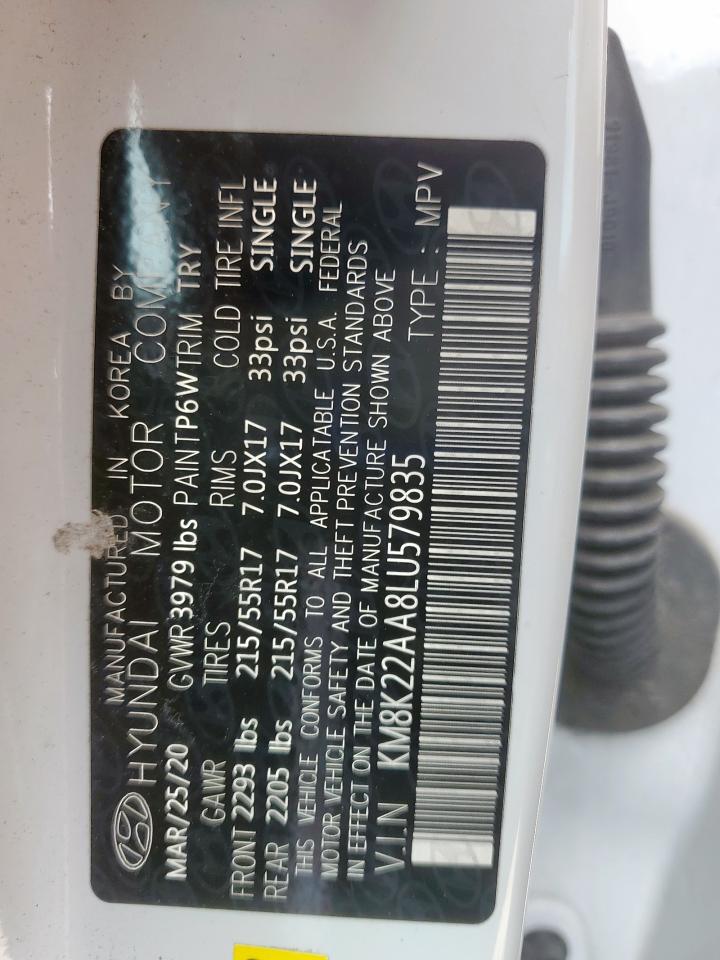 MANUFACTURED IN KOREA BY
HYUNDAI MOTOR COMPANY
MAR/25/20 GVWR 3979 lbs PAINT P6W TRIM TRY
GAWR TIRES RIMS COLD TIRE INFL
FRONT 2293 lbs 215/55R17 7.0JX17 33psi SINGLE
REAR 2205 lbs 215/55R17 7.0JX17 33psi SINGLE
THIS VEHICLE CONFORMS TO ALL APPLICATABLE U.S.A. FEDERAL
MOTOR VEHICLE SAFETY AND THEFT PREVENTION STANDARDS
IN EFFECT ON THE DATE OF MANUFACTURE SHOWN ABOVE
V.I.N KM8K22AA8LU579835 TYPE : MPV